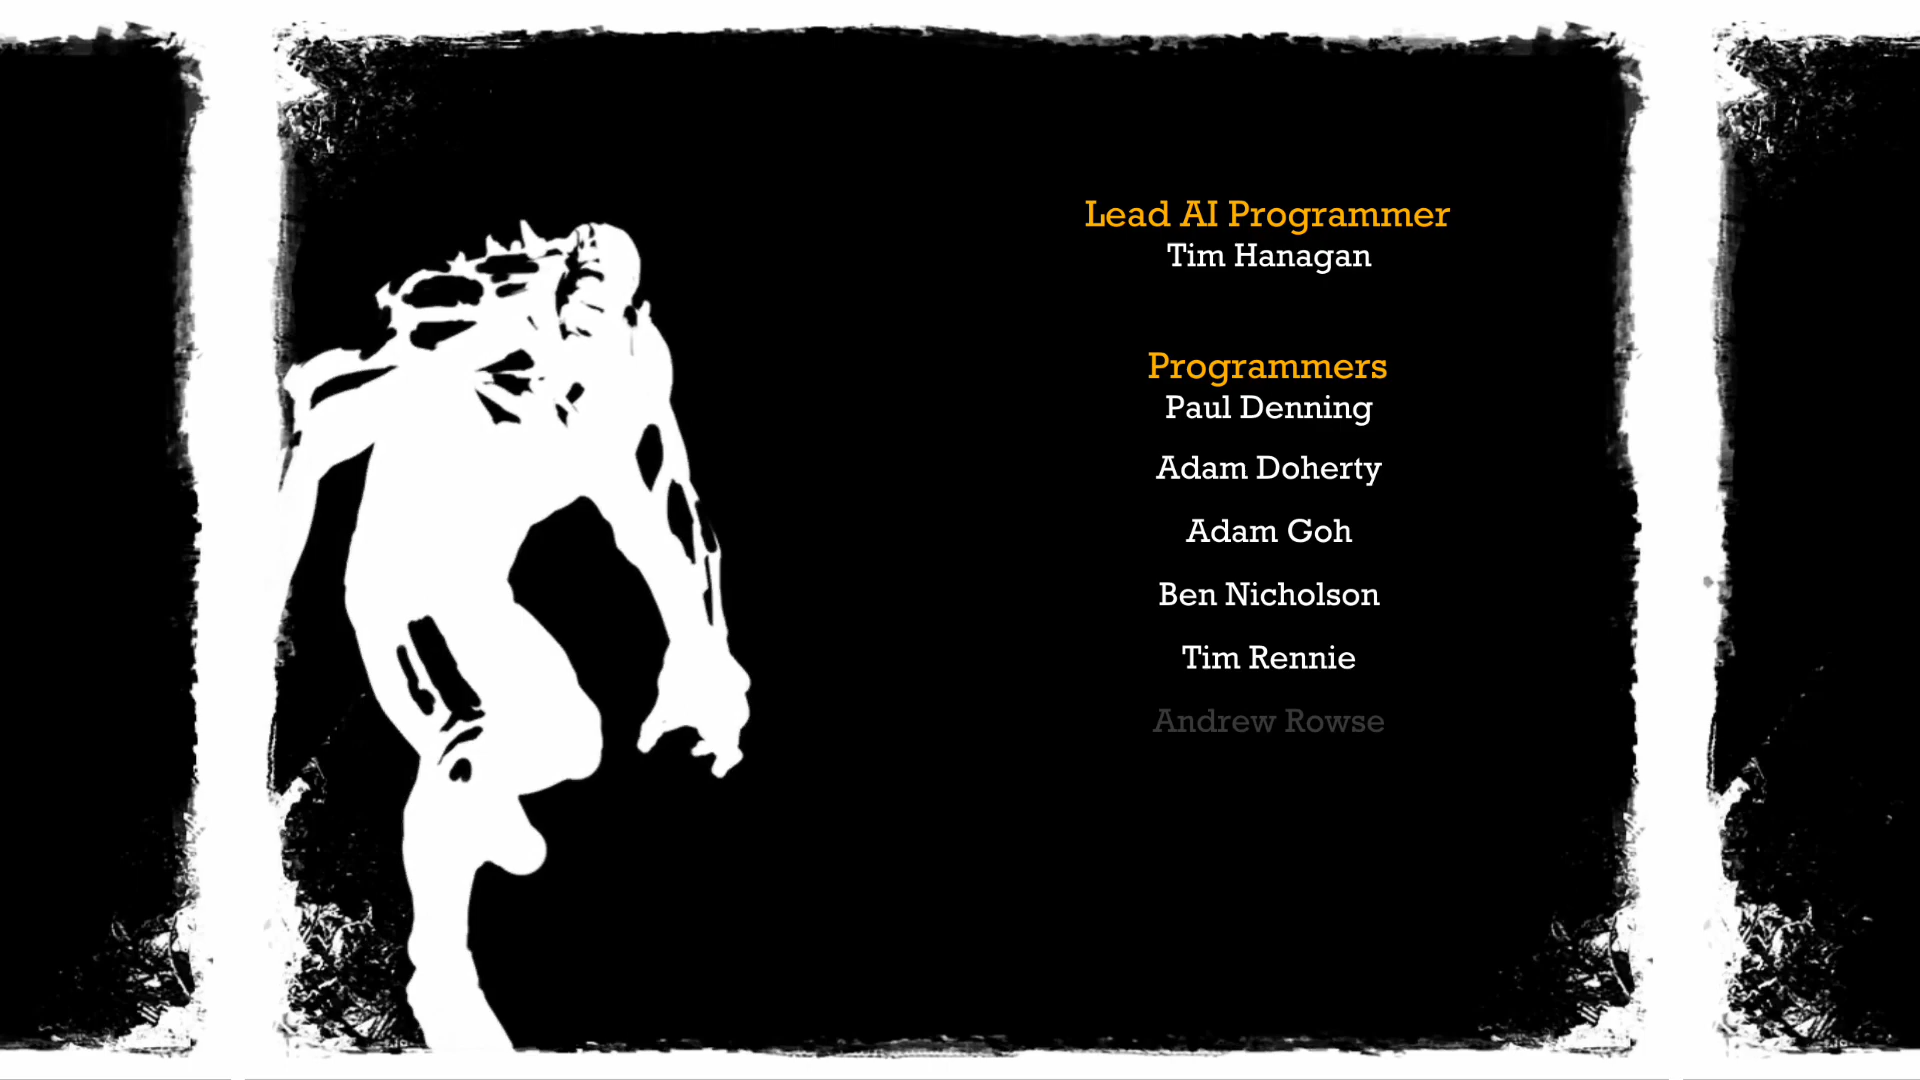 Lead AI Programmer
Tim Hanagan
Programmers
Paul Denning
Adam Doherty
Adam Goh
Ben Nicholson
Tim Rennie
Andrew Rowse